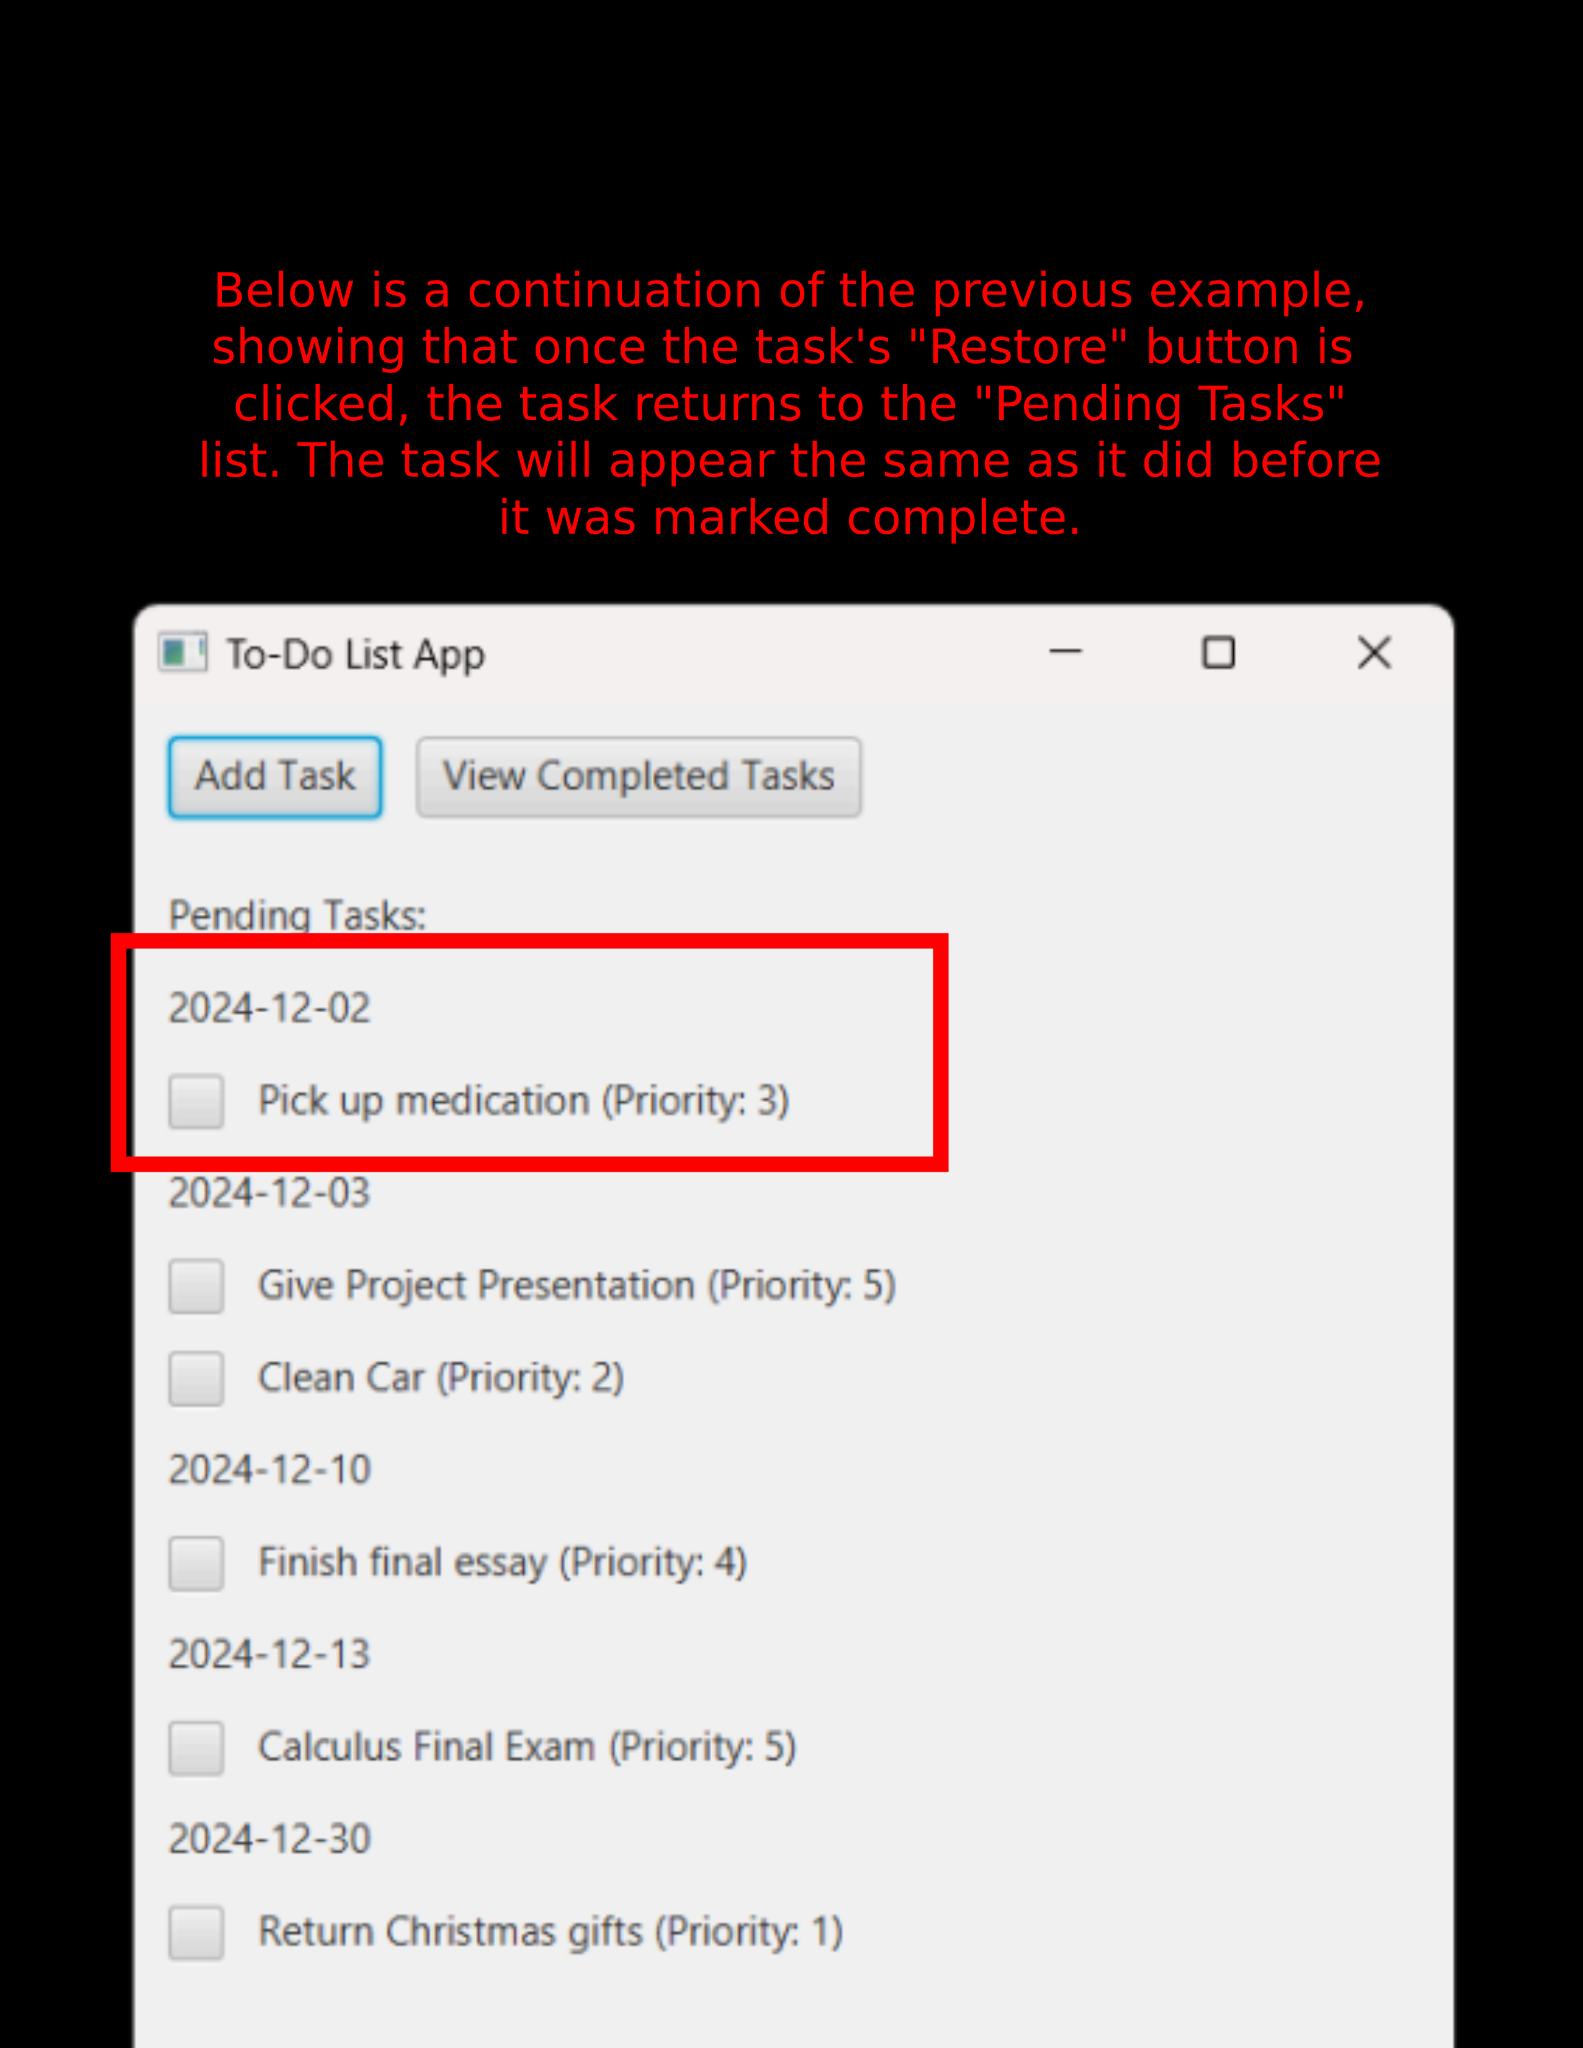 Below is a continuation of the previous example,
showing that once the task's "Restore" button is
clicked, the task returns to the "Pending Tasks"
list. The task will appear the same as it did before
it was marked complete.
To-Do List App
Add Task View Completed Tasks
Pending Tasks:
2024-12-02
Pick up medication (Priority: 3)
2024-12-03
Give Project Presentation (Priority: 5)
Clean Car (Priority: 2)
2024-12-10
Finish final essay (Priority: 4)
2024-12-13
Calculus Final Exam (Priority: 5)
2024-12-30
Return Christmas gifts (Priority: 1)